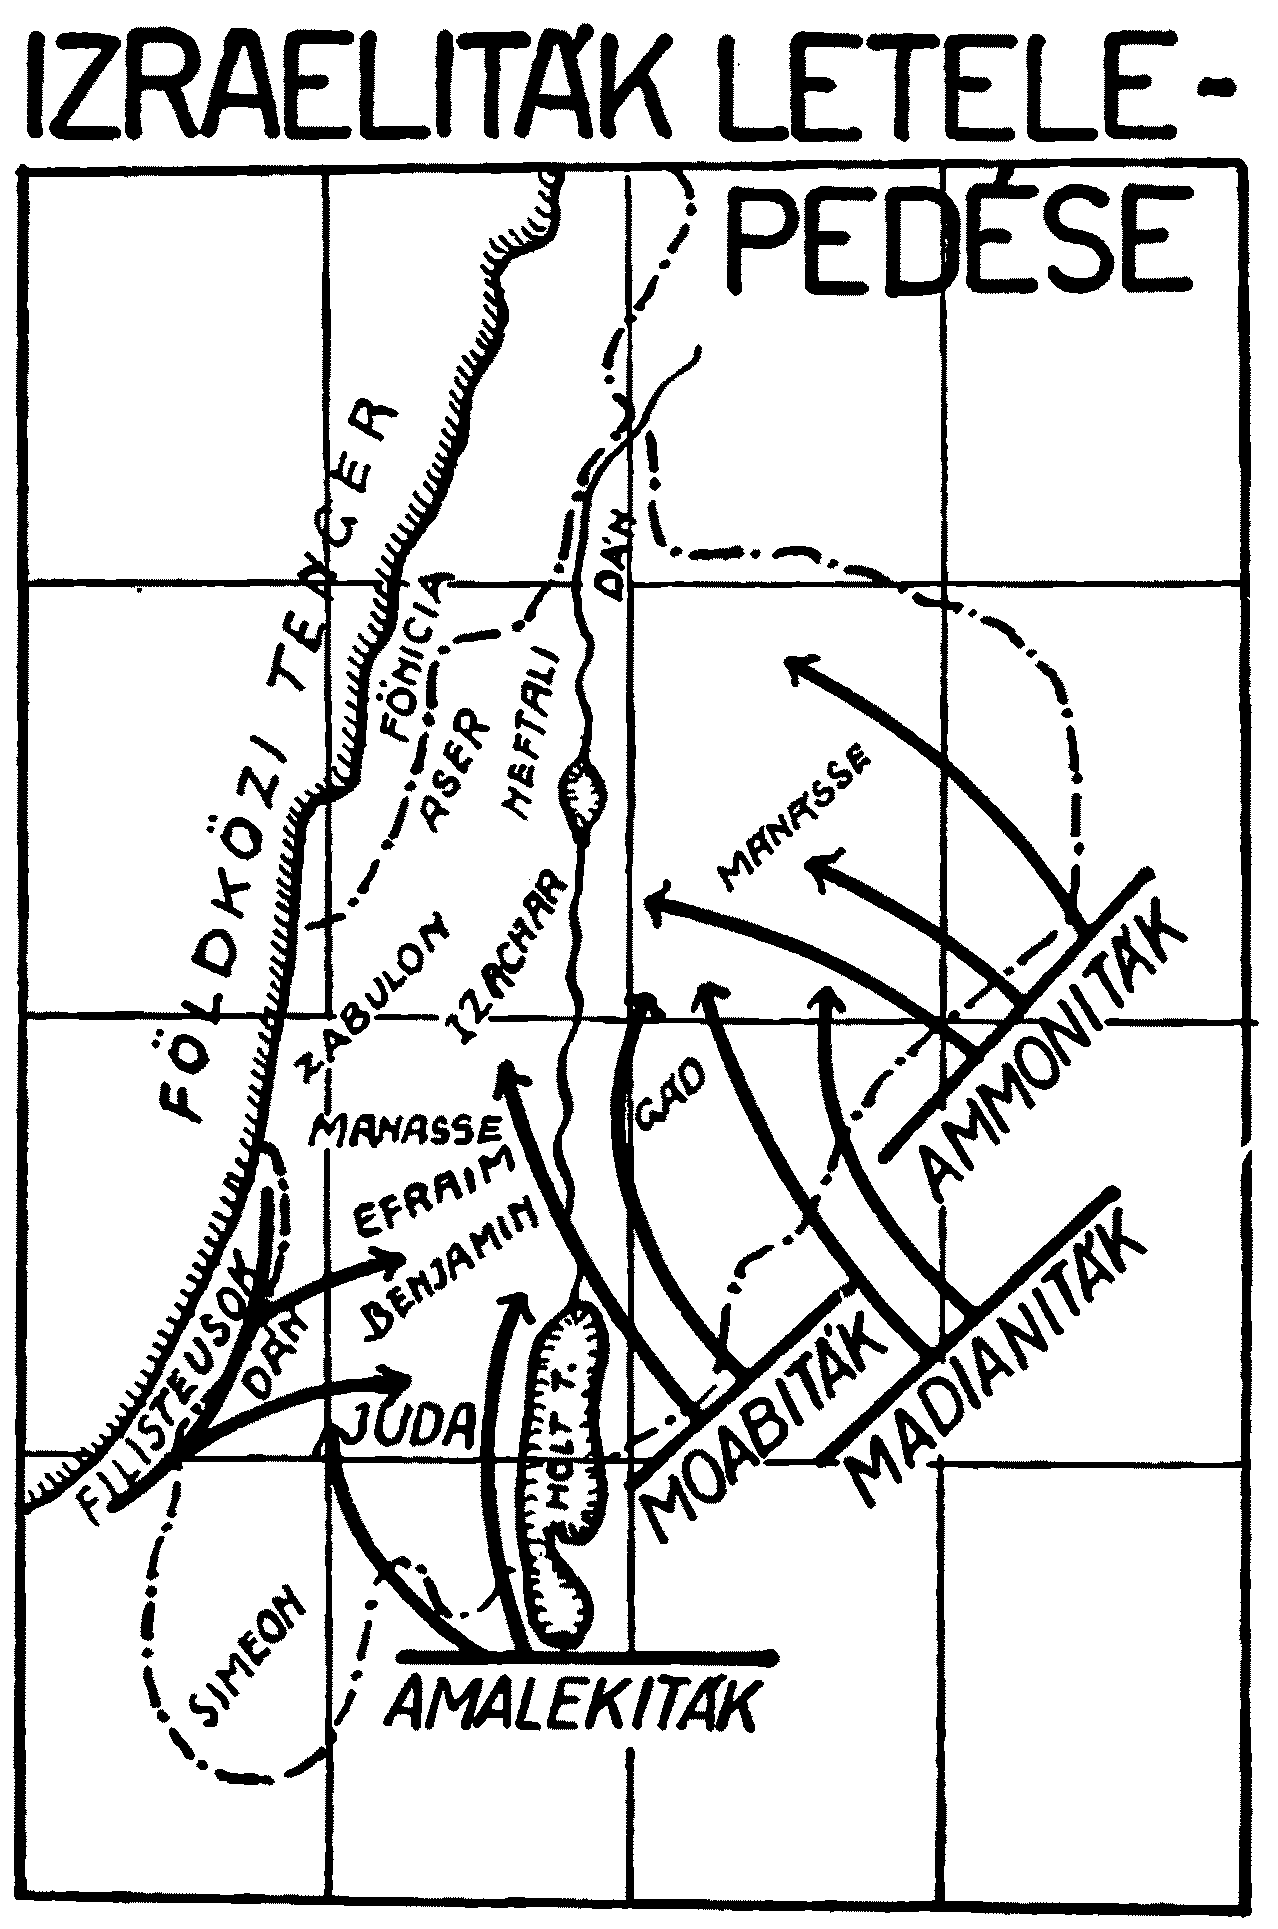 IZRAELITÁK LETELE-
PEDÉSE
FÖLDKÖZI TENGER
FÖNICIA
DÁN
ASER
NEFTALI
MANASSE
ZABULON
IZACHAR
GAD
MANASSE
EFRAIM
BENJAMIN
AMMONITÁK
FILISTEUSOK
DÁN
JUDA
HOLT T.
MOABITÁK
MADIANITÁK
SIMEON
AMALEKITÁK